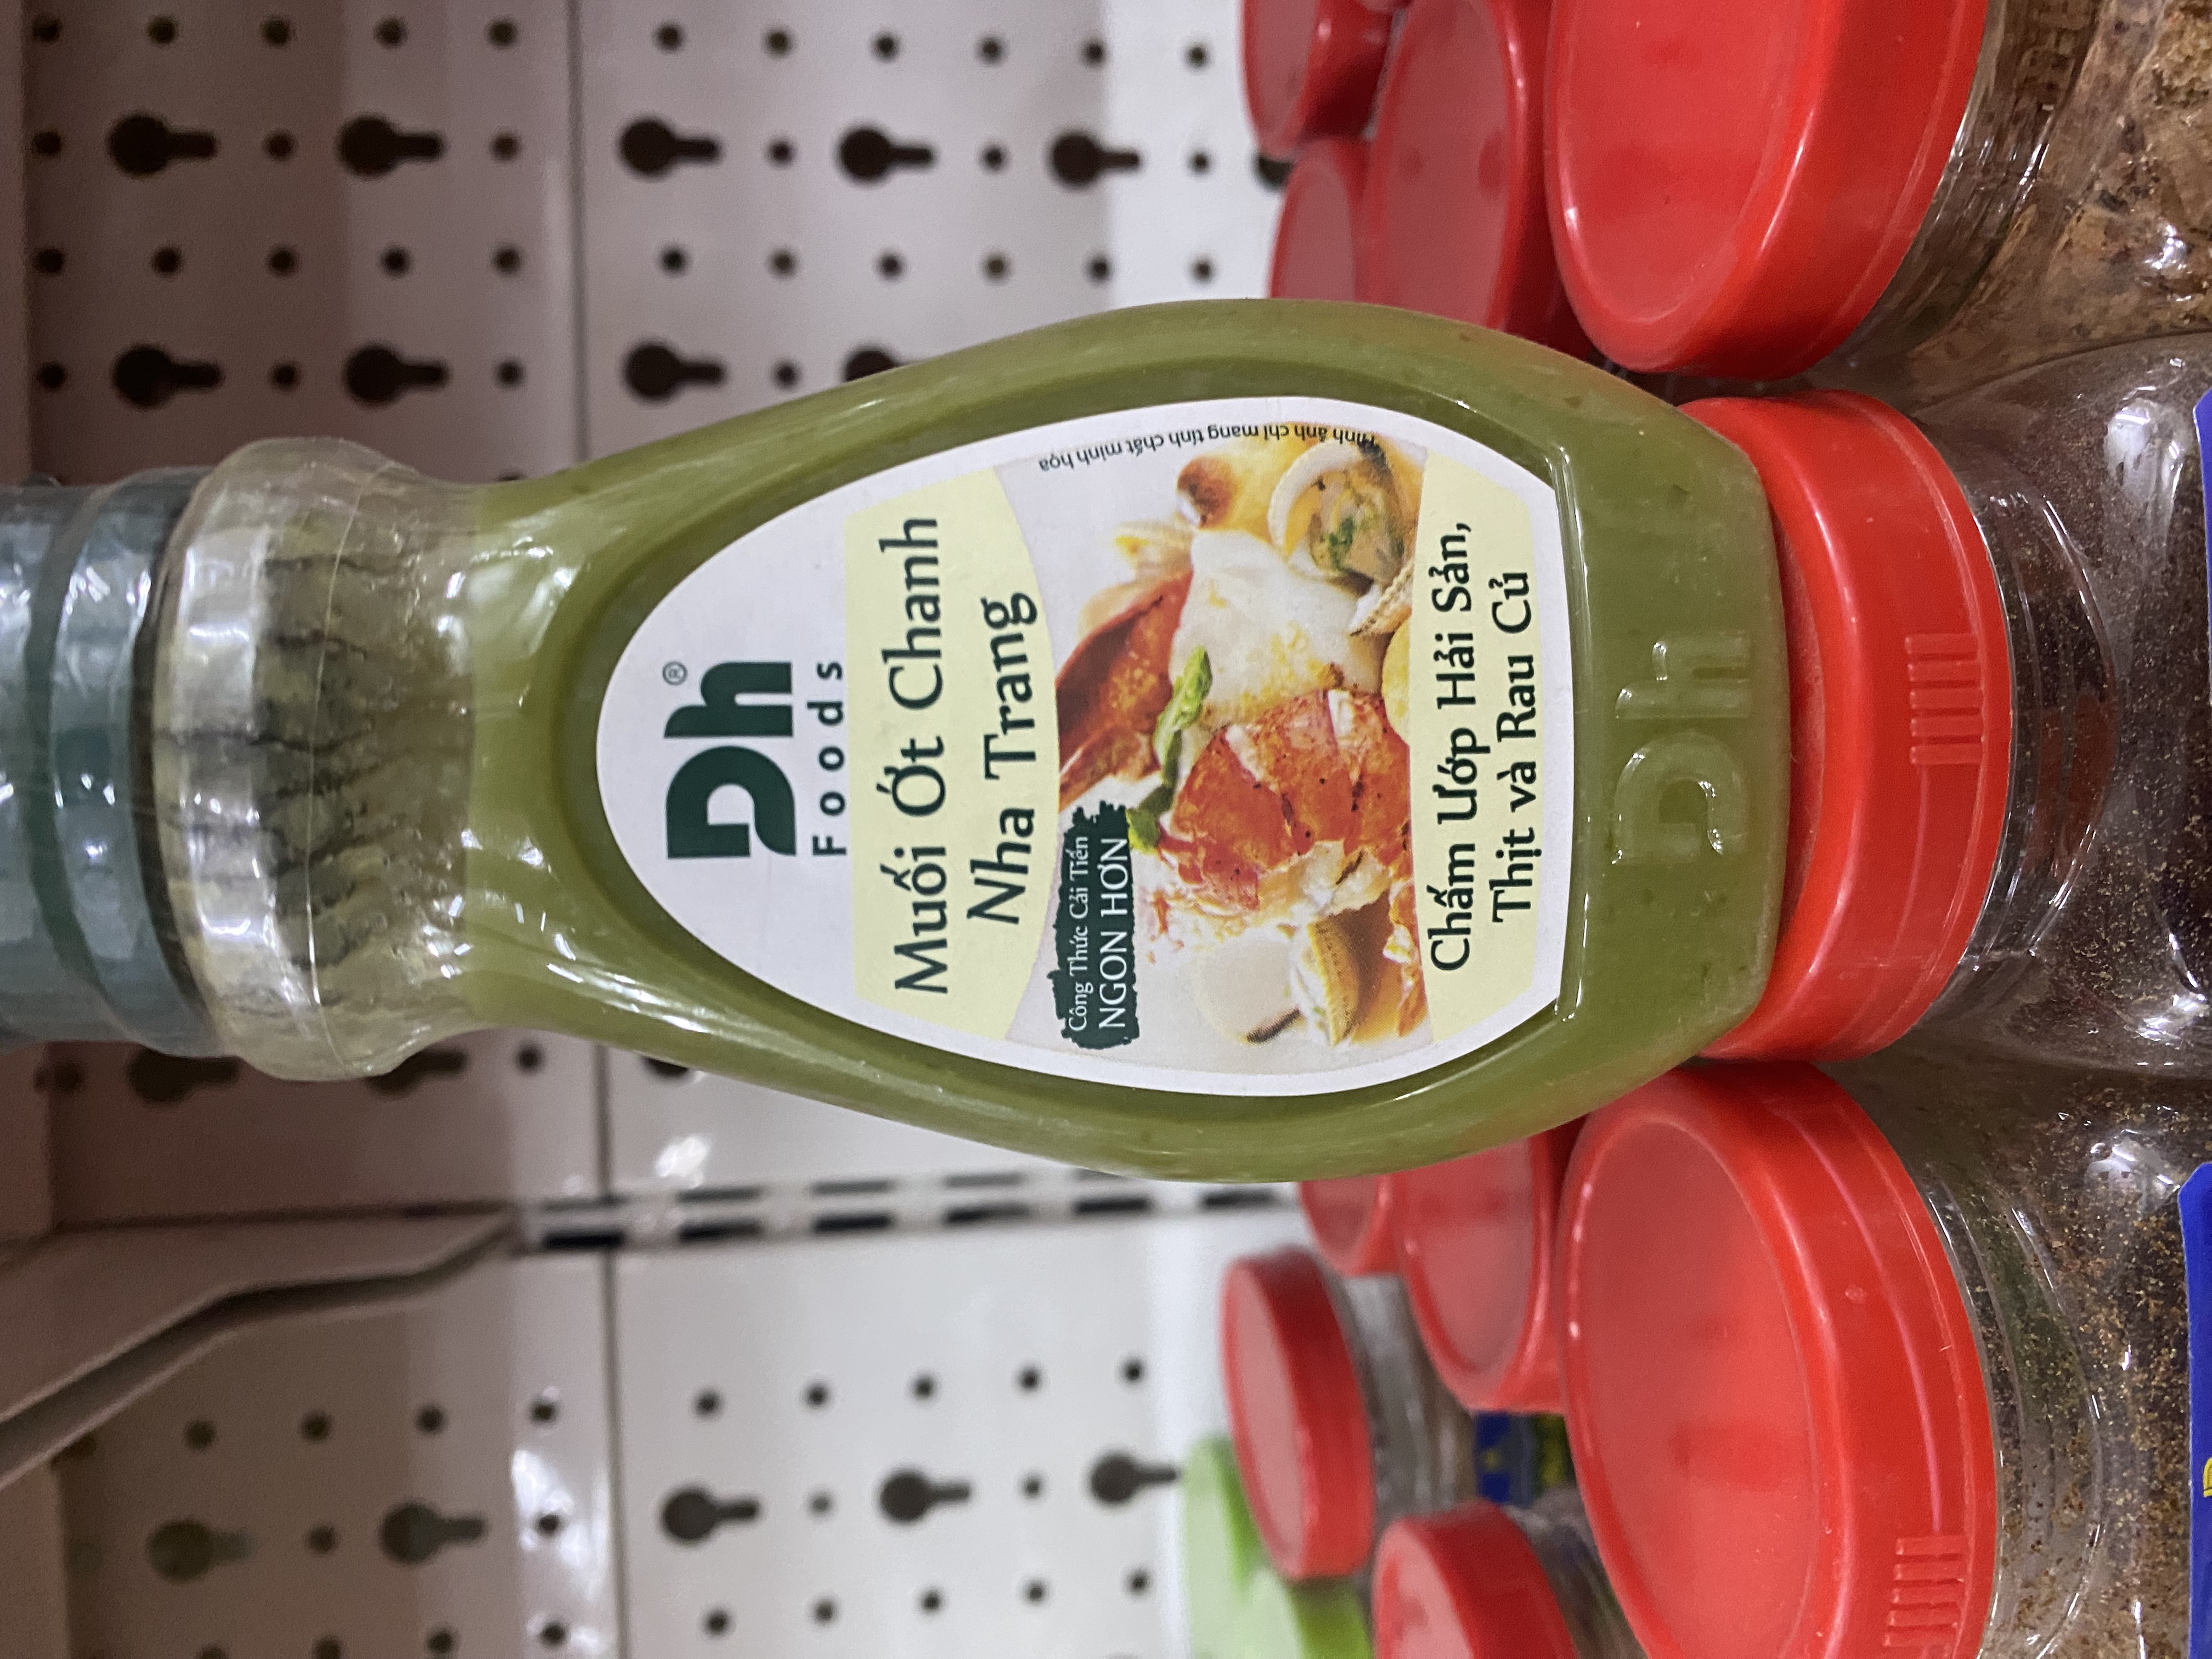 Dh®
Foods
Muối Ớt Chanh
Nha Trang
Công Thức Cải Tiến
NGON HƠN
Hình ảnh chỉ mang tính chất minh họa
Chấm Ướp Hải Sản,
Thịt và Rau Củ
Dh